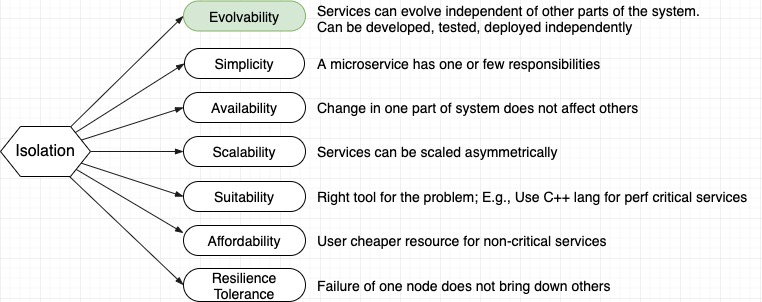 Evolvability
Services can evolve independent of other parts of the system.
Can be developed, tested, deployed independently
Simplicity
A microservice has one or few responsibilities
Availability
Change in one part of system does not affect others
Isolation
Scalability
Services can be scaled asymmetrically
Suitability
Right tool for the problem; E.g., Use C++ lang for perf critical services
Affordability
User cheaper resource for non-critical services
Resilience
Tolerance
Failure of one node does not bring down others